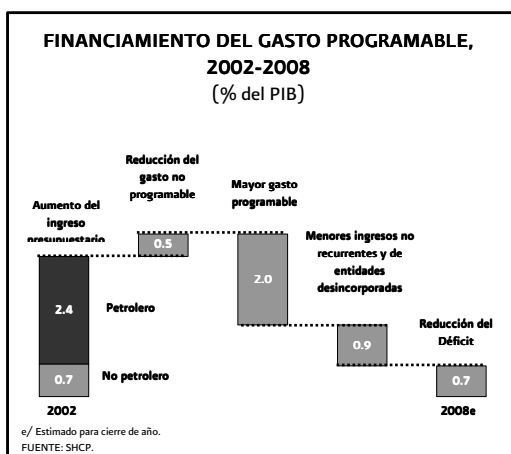 FINANCIAMIENTO DEL GASTO PROGRAMABLE,
2002-2008
(% del PIB)
Reducción del
gasto no
programable
Mayor gasto
programable
Aumento del
ingreso
presupuestario
Menores ingresos no
recurrentes y de
entidades
desincorporadas
0.5
2.0
2.4
Petrolero
Reducción del
Déficit
0.9
0.7
No petrolero
0.7
2002
2008e
e/ Estimado para cierre de año.
FUENTE: SHCP.